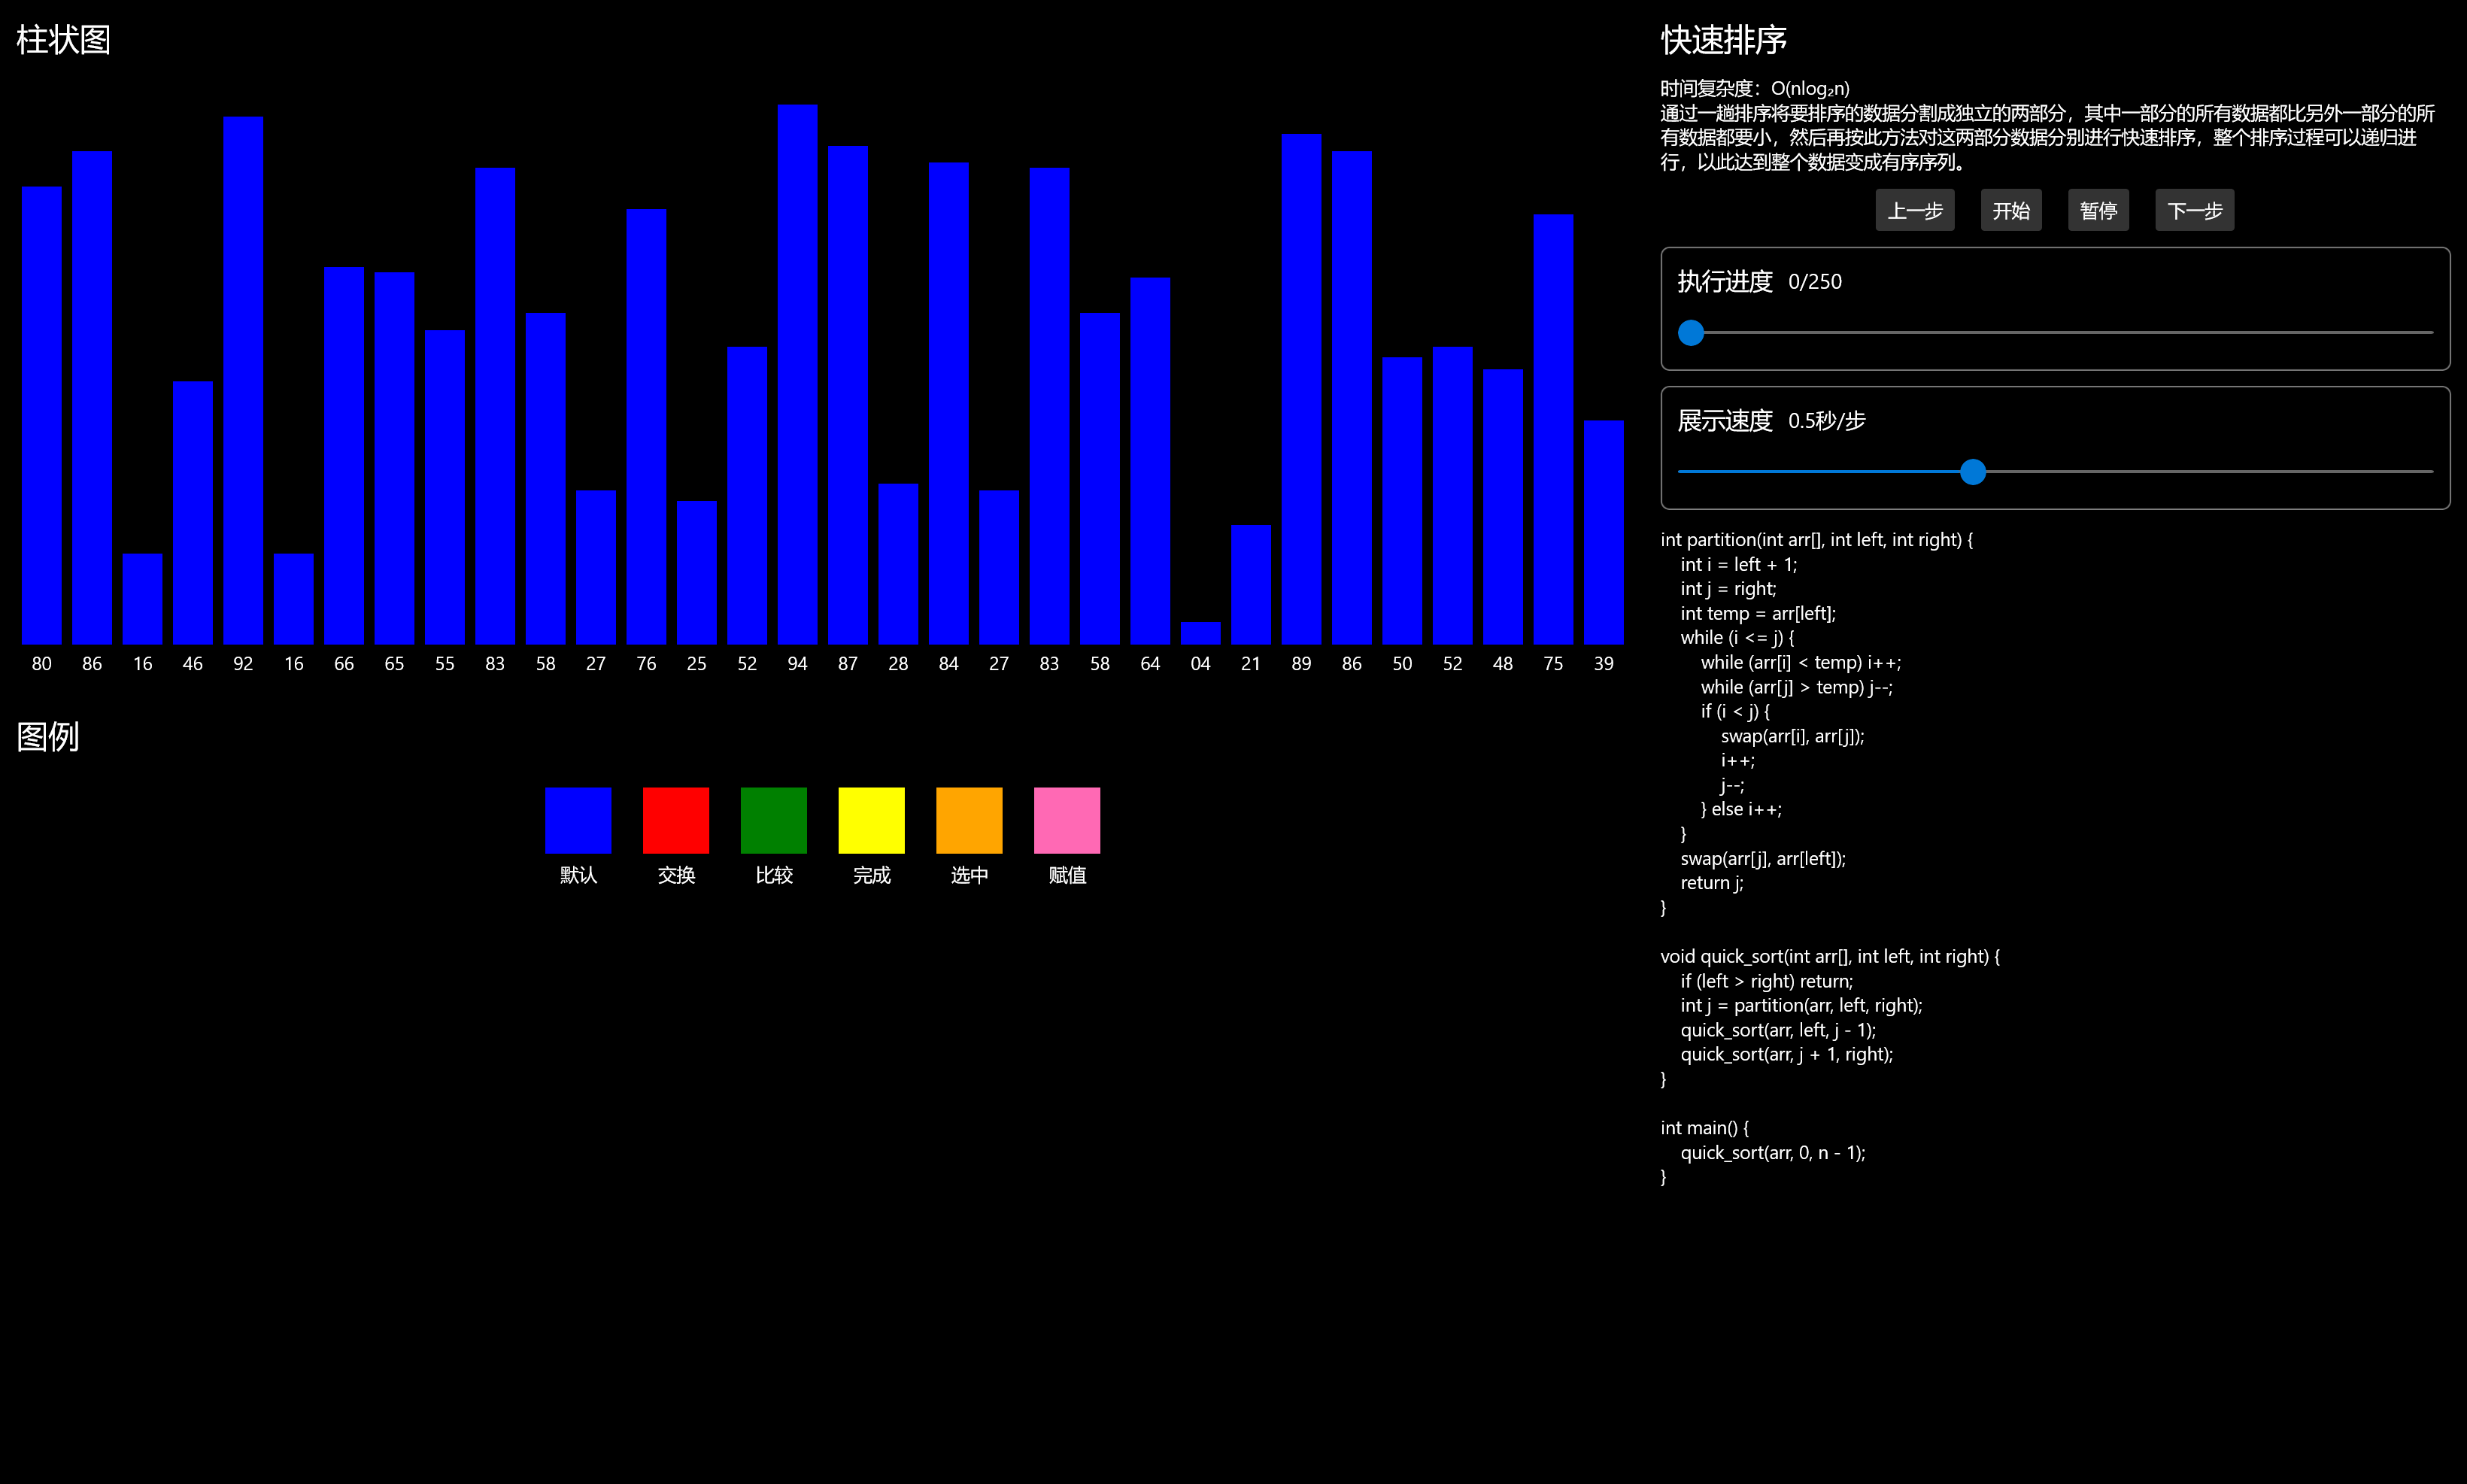 柱状图
80 86 16 46 92 16 66 65 55 83 58 27 76 25 52 94 87 28 84 27 83 58 64 04 21 89 86 50 52 48 75 39
图例
默认 交换 比较 完成 选中 赋值
快速排序
时间复杂度：O(nlog₂n)
通过一趟排序将要排序的数据分割成独立的两部分，其中一部分的所有数据都比另外一部分的所
有数据都要小，然后再按此方法对这两部分数据分别进行快速排序，整个排序过程可以递归进
行，以此达到整个数据变成有序序列。
上一步 开始 暂停 下一步
执行进度 0/250
展示速度 0.5秒/步
int partition(int arr[], int left, int right) {
    int i = left + 1;
    int j = right;
    int temp = arr[left];
    while (i <= j) {
        while (arr[i] < temp) i++;
        while (arr[j] > temp) j--;
        if (i < j) {
            swap(arr[i], arr[j]);
            i++;
            j--;
        } else i++;
    }
    swap(arr[j], arr[left]);
    return j;
}
void quick_sort(int arr[], int left, int right) {
    if (left > right) return;
    int j = partition(arr, left, right);
    quick_sort(arr, left, j - 1);
    quick_sort(arr, j + 1, right);
}
int main() {
    quick_sort(arr, 0, n - 1);
}